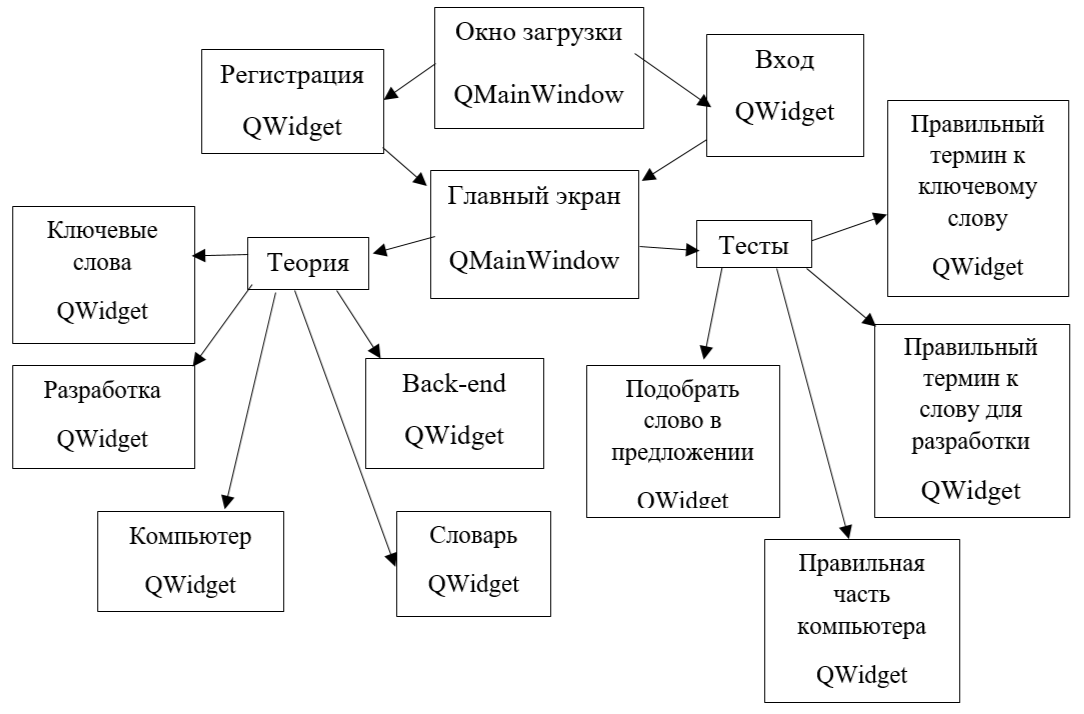 Окно загрузки
QMainWindow
Регистрация
QWidget
Вход
QWidget
Правильный
термин к
ключевому
слову
QWidget
Главный экран
QMainWindow
Ключевые
слова
QWidget
Теория
Тесты
Разработка
QWidget
Back-end
QWidget
Подобрать
слово в
предложении
QWidget
Правильный
термин к
слову для
разработки
QWidget
Компьютер
QWidget
Словарь
QWidget
Правильная
часть
компьютера
QWidget